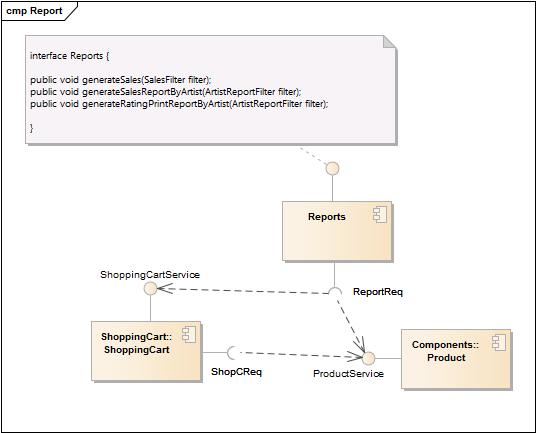 cmp Report
interface Reports {
public void generateSales(SalesFilter filter);
public void generateSalesReportByArtist(ArtistReportFilter filter);
public void generateRatingPrintReportByArtist(ArtistReportFilter filter);
}
Reports
ShoppingCartService
ReportReq
ShoppingCart::
ShoppingCart
Components::
Product
ShopCReq
ProductService